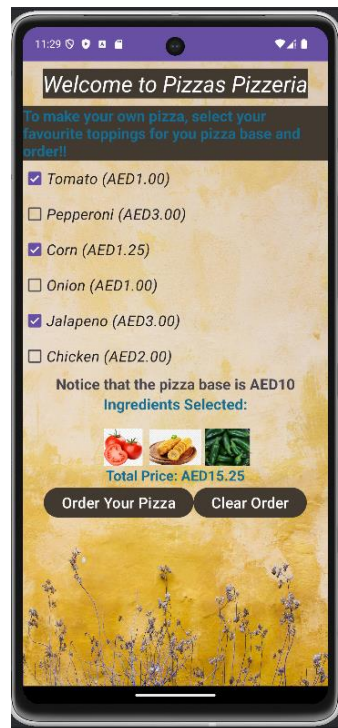 11:29
Welcome to Pizzas Pizzeria
To make your own pizza, select your
favourite toppings for you pizza base and
order!!
Tomato (AED1.00)
Pepperoni (AED3.00)
Corn (AED1.25)
Onion (AED1.00)
Jalapeno (AED3.00)
Chicken (AED2.00)
Notice that the pizza base is AED10
Ingredients Selected:
Total Price: AED15.25
Order Your Pizza Clear Order